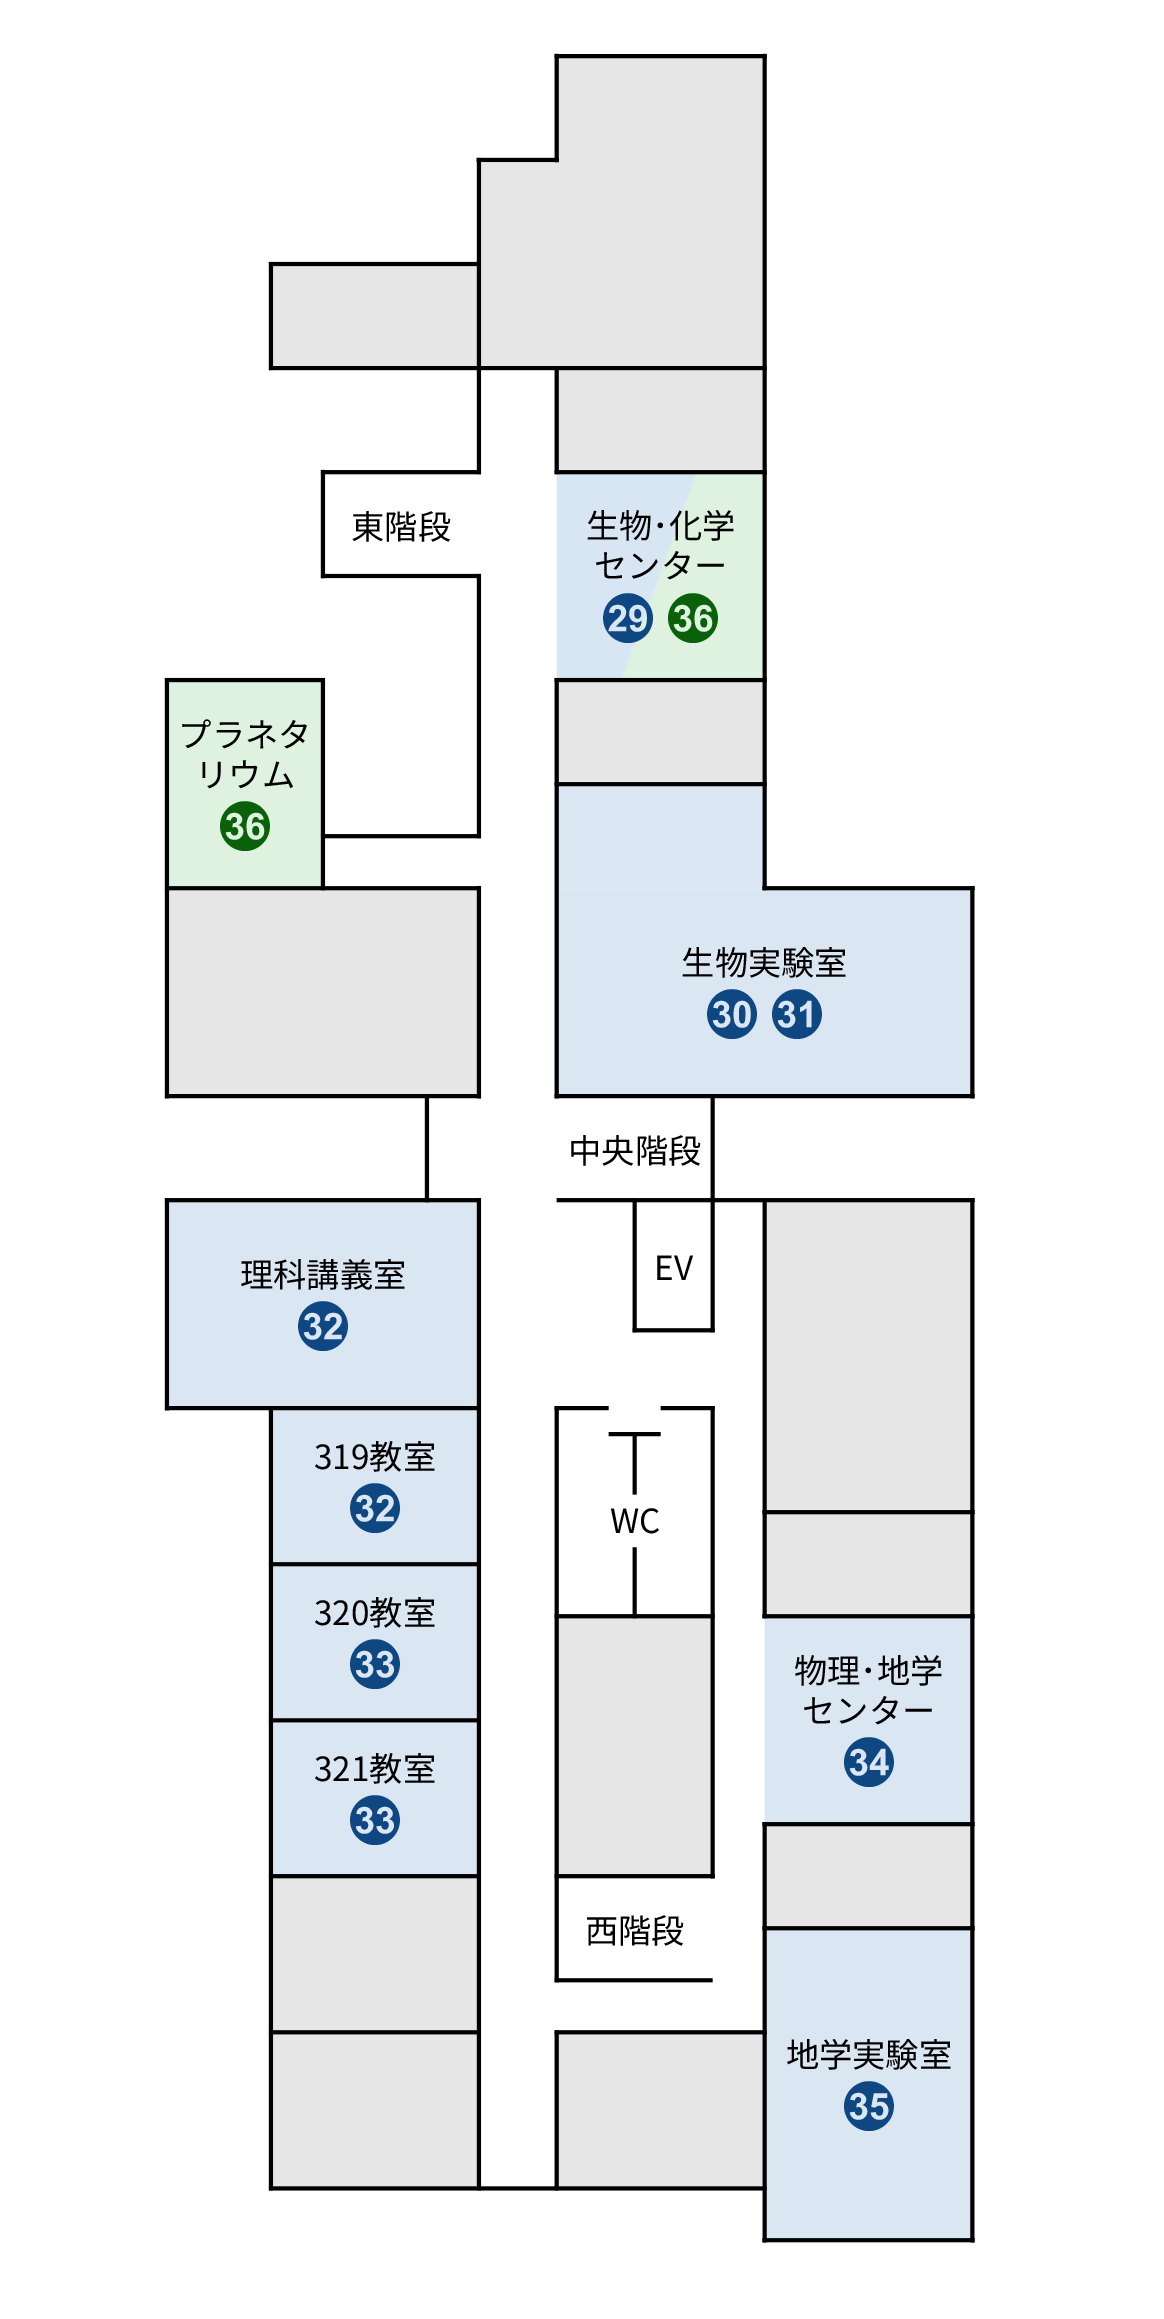 東階段
生物･化学
センター
29 36
プラネタ
リウム
36
生物実験室
30 31
中央階段
理科講義室
32
EV
319教室
32
WC
320教室
33
物理･地学
センター
34
321教室
33
西階段
地学実験室
35